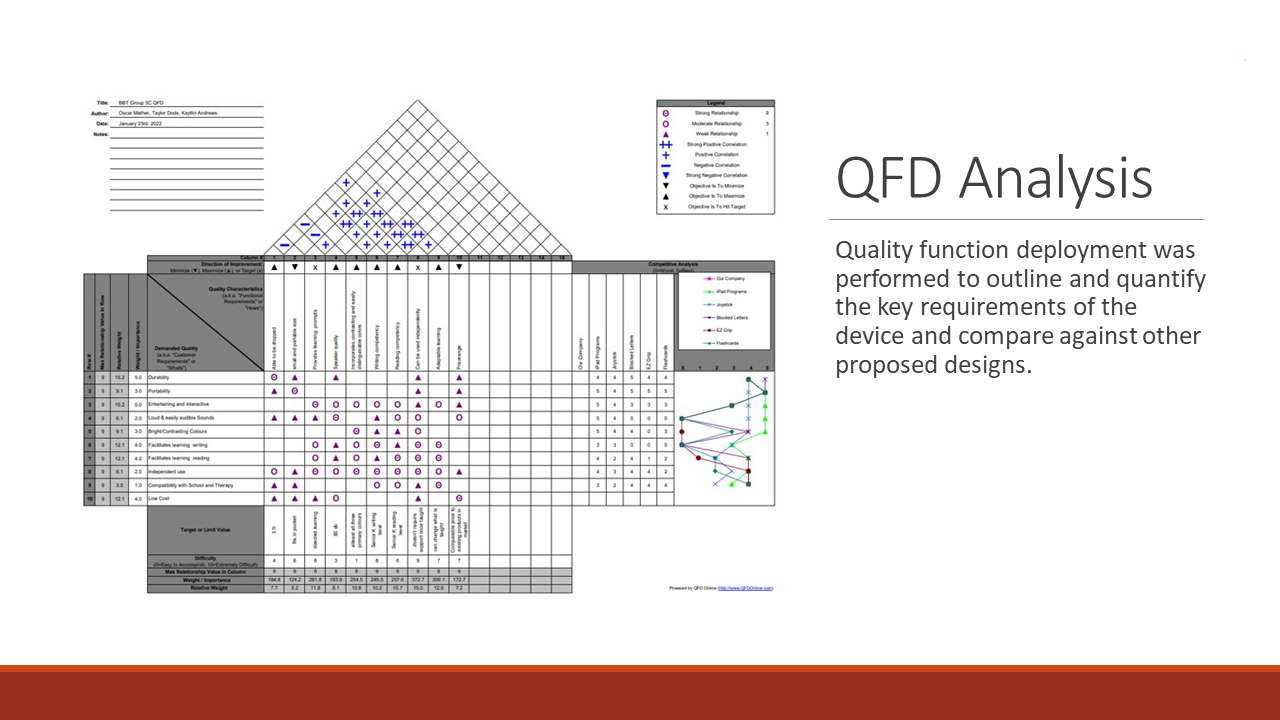 Title: BBT Group 5C QFD
Author: Oscar Mather, Taylor Dods, Kaytlin Andrews
Date: January 23rd. 2022
Notes:
Legend
Strong Relationship 9
Moderate Relationship 3
Weak Relationship 1
Strong Positive Correlation
Positive Correlation
Negative Correlation
Strong Negative Correlation
Objective Is To Minimize
Objective Is To Maximize
X Objective Is To Hit Target
QFD Analysis
Quality function deployment was
performed to outline and quantify
the key requirements of the
device and compare against other
proposed designs.
Column # 1 2 3 4 5 6 7 8 9 10 11 12 13 14 15
Direction of Improvement:
Minimize (▼), Maximize (▲), or Target (x)
Competitive Analysis
Quality Characteristics
(a.k.a. "Functional
Requirements" or
"Hows")
Demanded Quality
(a.k.a. "Customer
Requirements" or
"Whats")
Row #
Max Relationship Value in Row
Relative Weight
Weight / Importance
Able to be dropped
small and portable size
Provides learning prompts
Speaker quality
Incorporates contrasting and easily
distinguishable colors
Writing competency
Reading competency
Can be used independently
Adaptable learning
Price range
Our Company
iPad Programs
Joystick
Blocked Letters
EZ Grip
Flashcards
Our Company
iPad Programs
Joystick
Blocked Letters
EZ Grip
Flashcards
0 1 2 3 4 5
1 9 15.2 5.0 Durability 4 4 5 4 4
2 9 9.1 3.0 Portability 5 4 5 5 5
3 9 15.2 5.0 Entertaining and interactive 5 4 3 3 3
4 9 6.1 2.0 Loud & easily audible Sounds 5 4 0 0 0
5 9 9.1 3.0 Bright/Contrasting Colours 5 4 4 0 3
6 9 12.1 4.0 Facilitates learning writing 3 3 0 0 0
7 9 12.1 4.0 Facilitates learning reading 4 2 4 1 2
8 9 6.1 2.0 Independent use 4 3 4 4 2
9 9 3.0 1.0 Compatibility with School and Therapy 3 2 4 4 4
10 9 12.1 4.0 Low Cost
Target or Limit Value
3 ft
fits in pocket
directed learning
85 db
atleast all three
primary colours
Senior K writing
level
Senior K reading
level
doesn't require
support once taught
can change what is
taught
Comparable price to
existing products in
market
Difficulty
(0=Easy to Accomplish, 10=Extremely Difficult)
4 6 8 3 1 8 8 9 7 7
Max Relationship Value in Column
9 9 9 9 9 9 9 9 9 9
Weight / Importance
184.8 124.2 281.8 193.9 254.5 245.5 257.6 372.7 309.1 172.7
Relative Weight
7.7 5.2 11.8 8.1 10.6 10.2 10.7 15.5 12.9 7.2
Powered by QFD Online (http://www.QFDOnline.com)